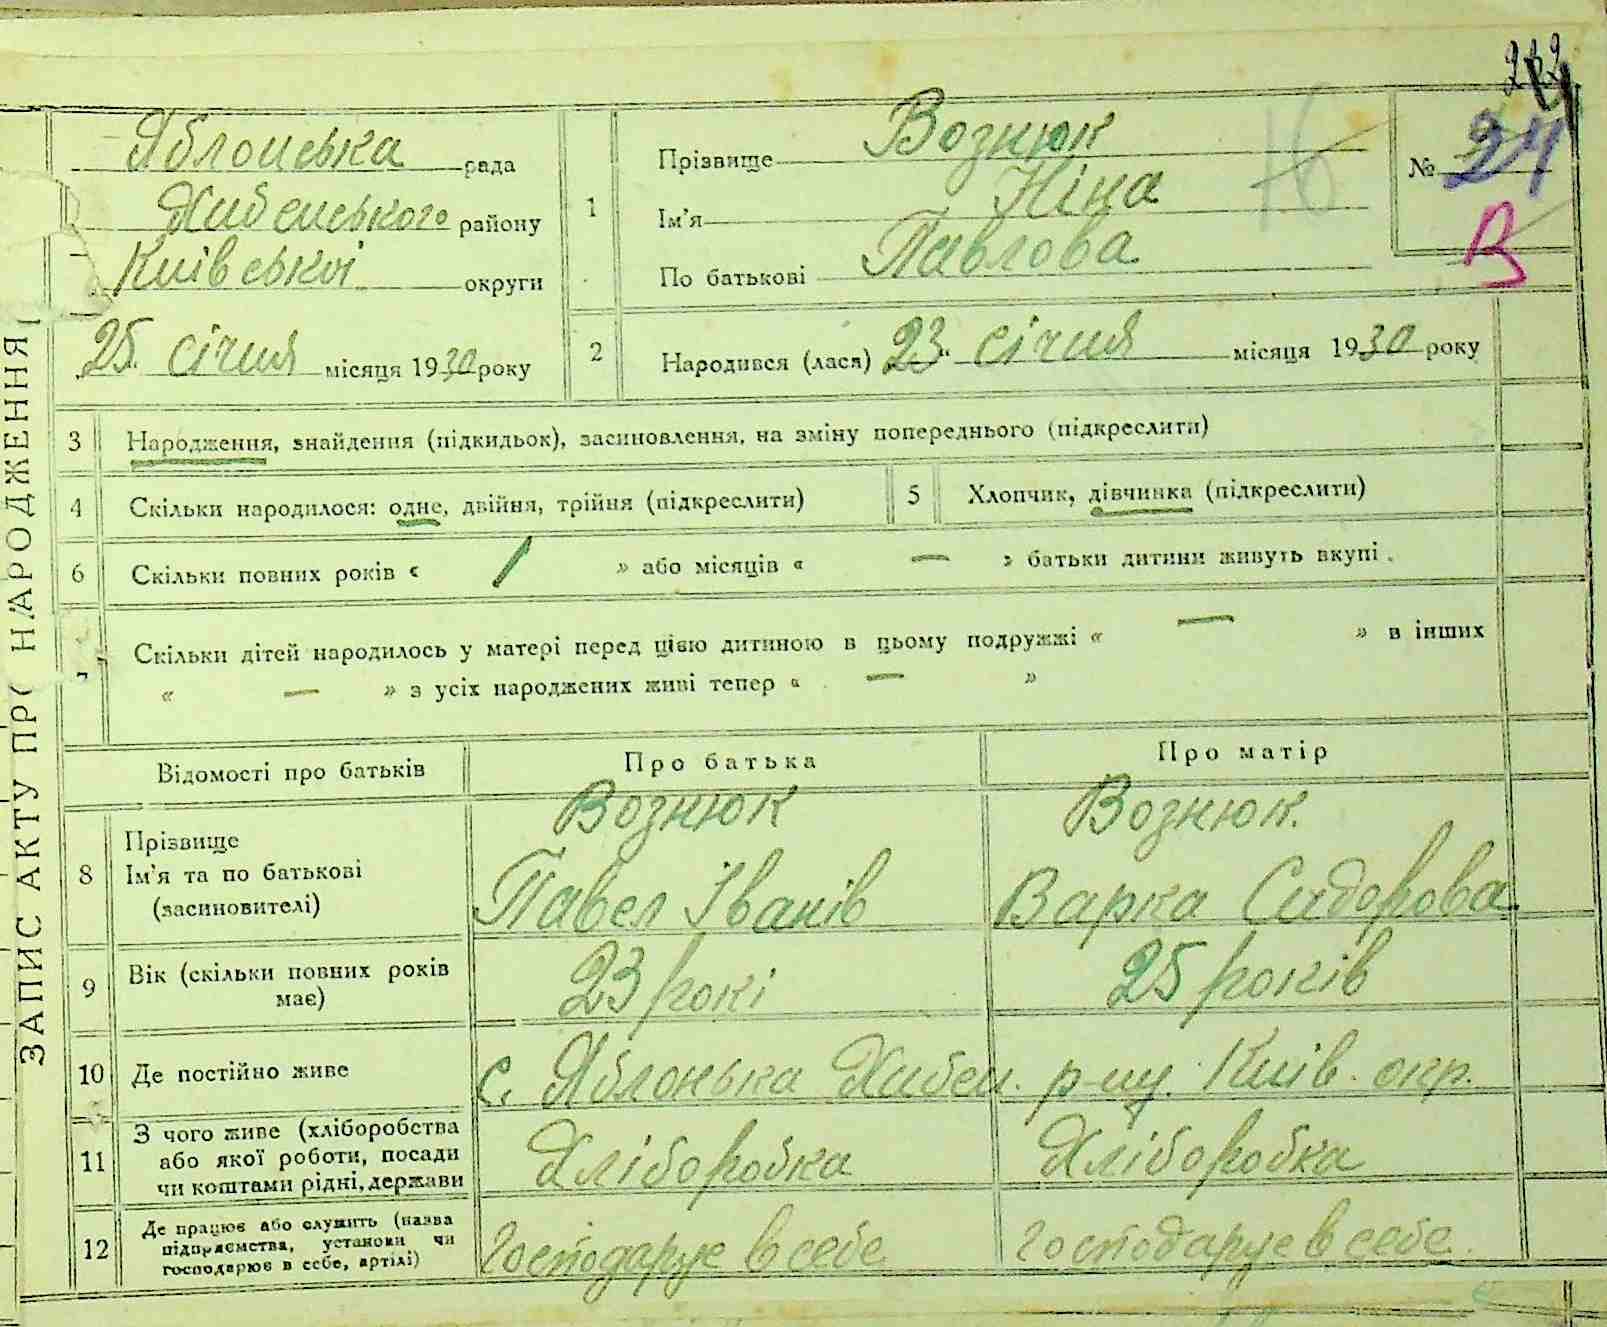 ЗАПИС АКТУ ПРО НАРОДЖЕННЯ
Яблонська рада
Хабенського району
Київської округи
25. січня місяця 1930 року
1
Прізвище Вознюк
Ім'я Ніна
По батькові Павлова
№ 24
В
16
2
Народився (лася) 23. січня місяця 1930 року
3 Народження, знайдення (підкидьок), засиновлення, на зміну попереднього (підкреслити)
4 Скільки народилося: одне, двійня, трійня (підкреслити)
5 Хлопчик, дівчинка (підкреслити)
6 Скільки повних років « 1 » або місяців « — » батьки дитини живуть вкупі.
7 Скільки дітей народилось у матері перед цією дитиною в цьому подружжі « — » в інших
« — » з усіх народжених живі тепер « — »
Відомості про батьків Про батька Про матір
8 Прізвище
Ім'я та по батькові
(засиновителі)
Вознюк
Павел Іванів
Вознюк.
Варка Сидорова
9 Вік (скільки повних років
має)
23 рокі
25 років
10 Де постійно живе
с. Яблонька Хабен. р-ну. Київ. окр.
11 З чого живе (хліборобства
або якої роботи, посади
чи коштами рідні, держави
Хліборобка
Хліборобка
12 Де працює або служить (назва
підприємства, установи чи
господарює в себе, артілі)
Господарує в себе
Господарує в себе